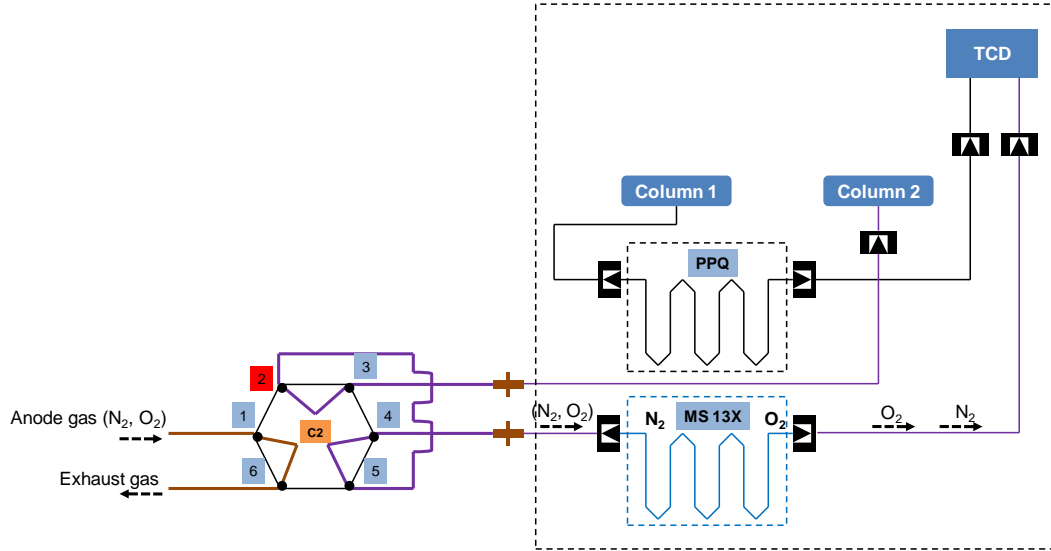 TCD
Column 1
Column 2
PPQ
2
3
1
4
C2
6
5
Anode gas (N₂, O₂)
Exhaust gas
(N₂, O₂)
N₂
MS 13X
O₂
O₂
N₂